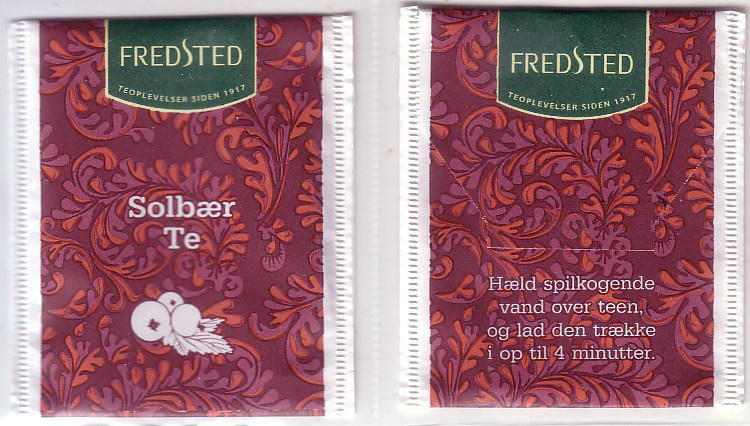 FREDSTED
TEOPLEVELSER SIDEN 1917
Solbær
Te
FREDSTED
TEOPLEVELSER SIDEN 1917
Hæld spilkogende
vand over teen,
og lad den trække
i op til 4 minutter.